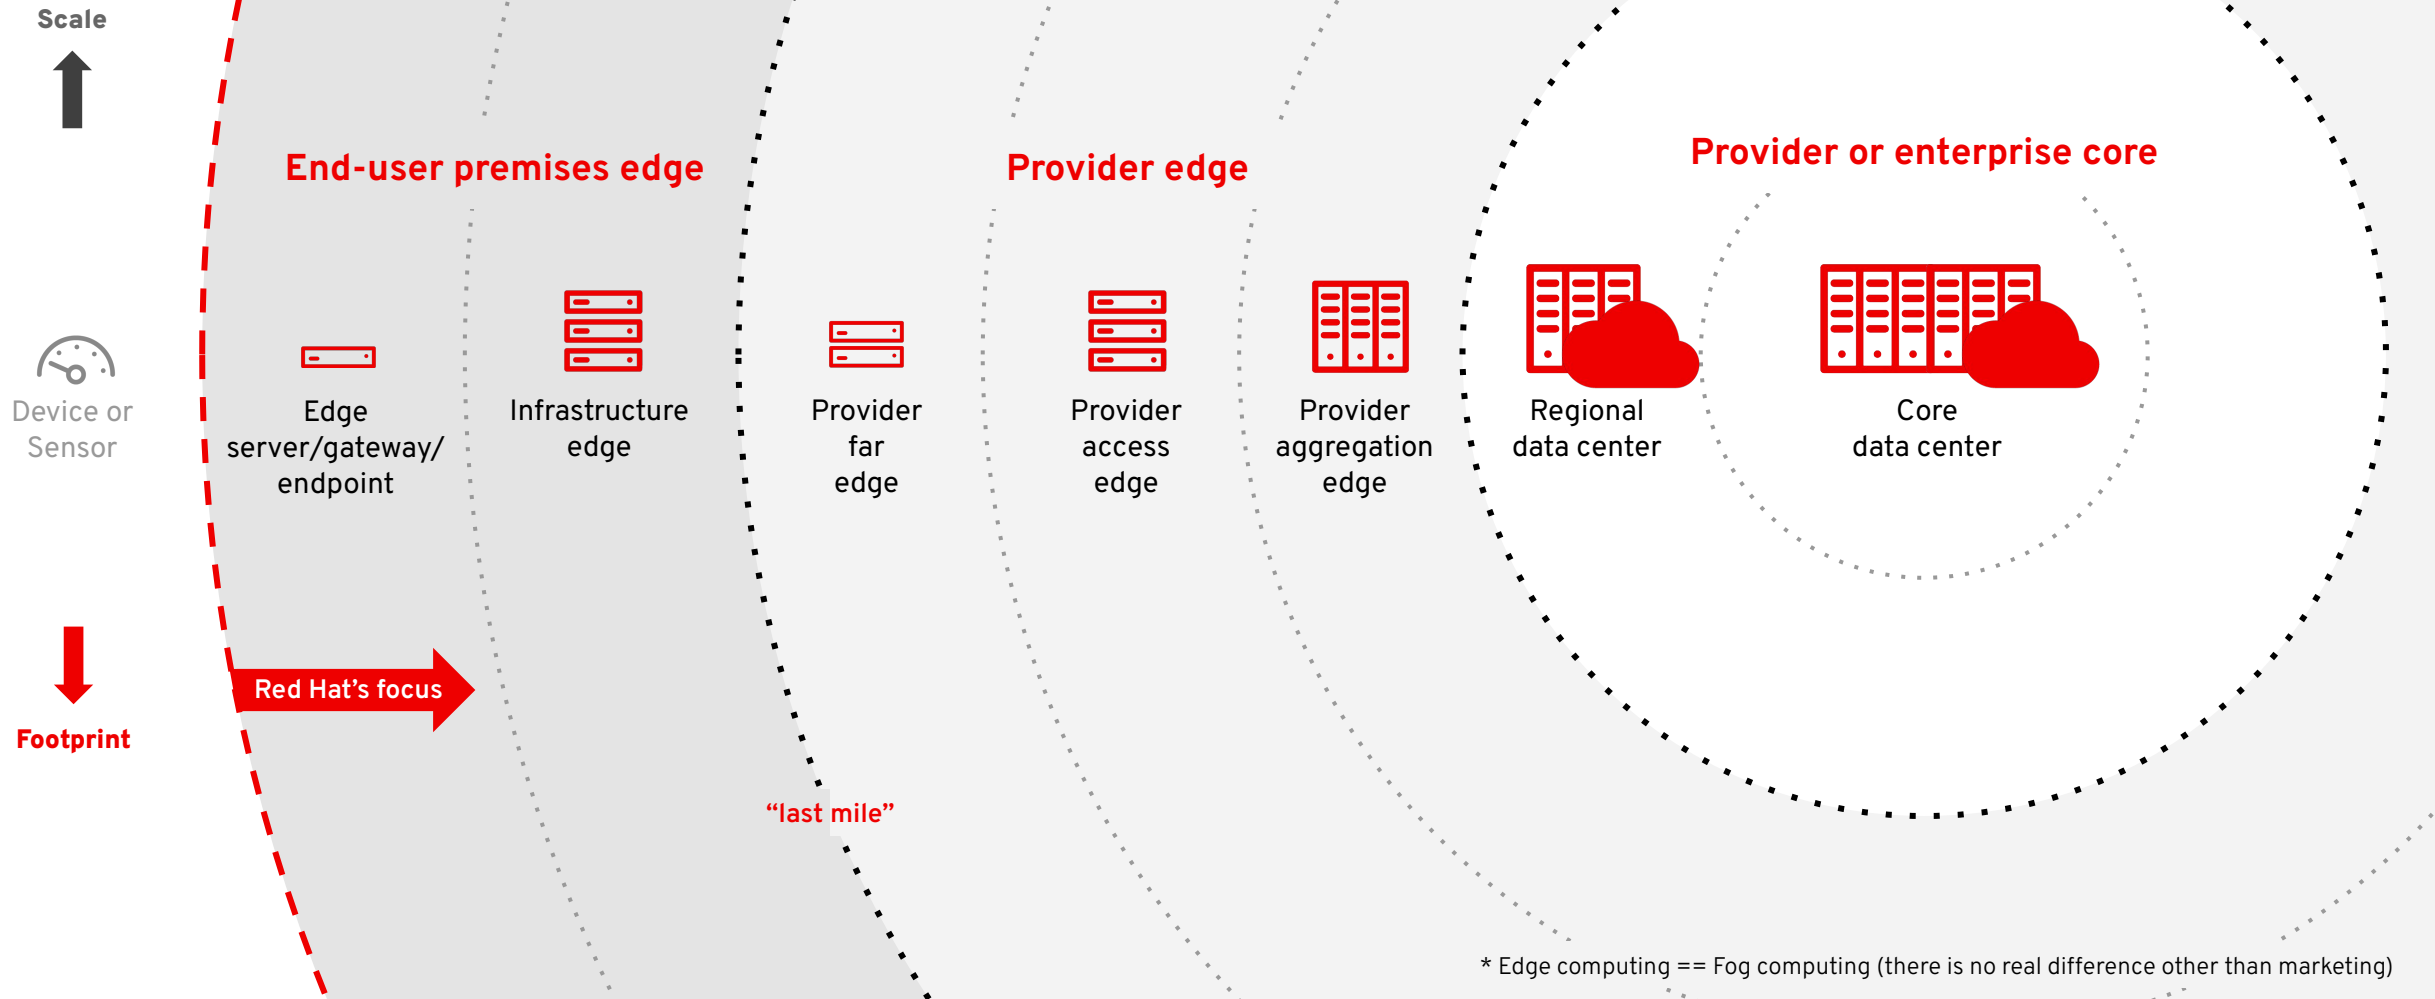 Scale
End-user premises edge
Provider edge
Provider or enterprise core
Device or
Sensor
Edge
server/gateway/
endpoint
Infrastructure
edge
Provider
far
edge
Provider
access
edge
Provider
aggregation
edge
Regional
data center
Core
data center
Red Hat’s focus
Footprint
“last mile”
* Edge computing == Fog computing (there is no real difference other than marketing)